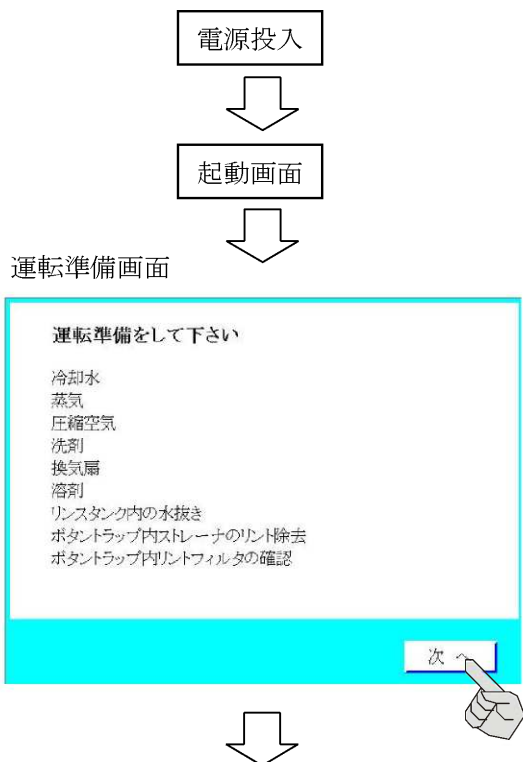 電源投入
起動画面
運転準備画面
運転準備をして下さい
冷却水
蒸気
圧縮空気
洗剤
換気扇
溶剤
リンスタンク内の水抜き
ボタントラップ内ストレーナのリント除去
ボタントラップ内リントフィルタの確認
次 へ